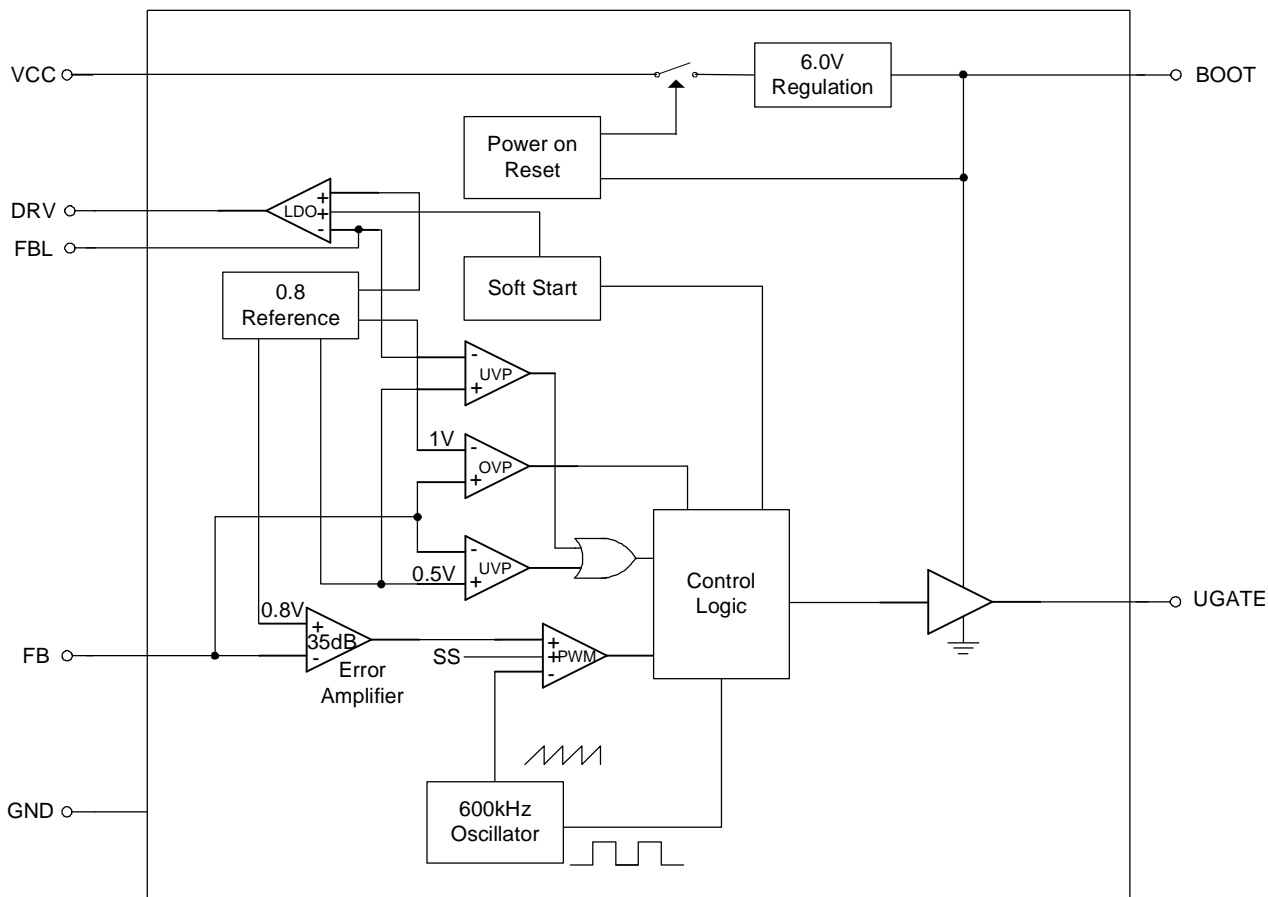 VCC
6.0V
Regulation
BOOT
Power on
Reset
DRV
+
LDO+
-
FBL
0.8
Reference
Soft Start
-
UVP
+
1V
-
OVP
+
-
UVP
0.5V
+
Control
Logic
UGATE
0.8V
+
35dB
-
FB
Error
Amplifier
+
SS
+
PWM
-
600kHz
Oscillator
GND